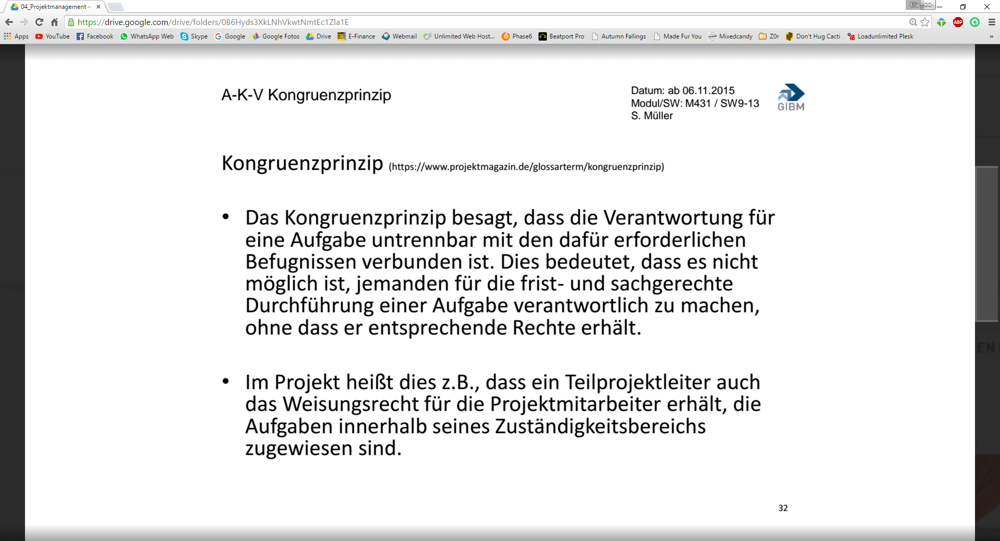 04_Projektmanagement –
Elia
https://drive.google.com/drive/folders/0B6Hyds3XkLNhVkwtNmtEc1Zla1E
ABP
Apps YouTube Facebook WhatsApp Web Skype Google Google Fotos Drive E-Finance Webmail Unlimited Web Host... Phase6 Beatport Pro Autumn Fallings Made Fur You Mixedcandy Z0r Don't Hug Cacti Loadunlimited Plesk »
A-K-V Kongruenzprinzip
Datum: ab 06.11.2015
Modul/SW: M431 / SW9-13
S. Müller
GIBM
Kongruenzprinzip (https://www.projektmagazin.de/glossarterm/kongruenzprinzip)
• Das Kongruenzprinzip besagt, dass die Verantwortung für
eine Aufgabe untrennbar mit den dafür erforderlichen
Befugnissen verbunden ist. Dies bedeutet, dass es nicht
möglich ist, jemanden für die frist- und sachgerechte
Durchführung einer Aufgabe verantwortlich zu machen,
ohne dass er entsprechende Rechte erhält.
• Im Projekt heißt dies z.B., dass ein Teilprojektleiter auch
das Weisungsrecht für die Projektmitarbeiter erhält, die
Aufgaben innerhalb seines Zuständigkeitsbereichs
zugewiesen sind.
32